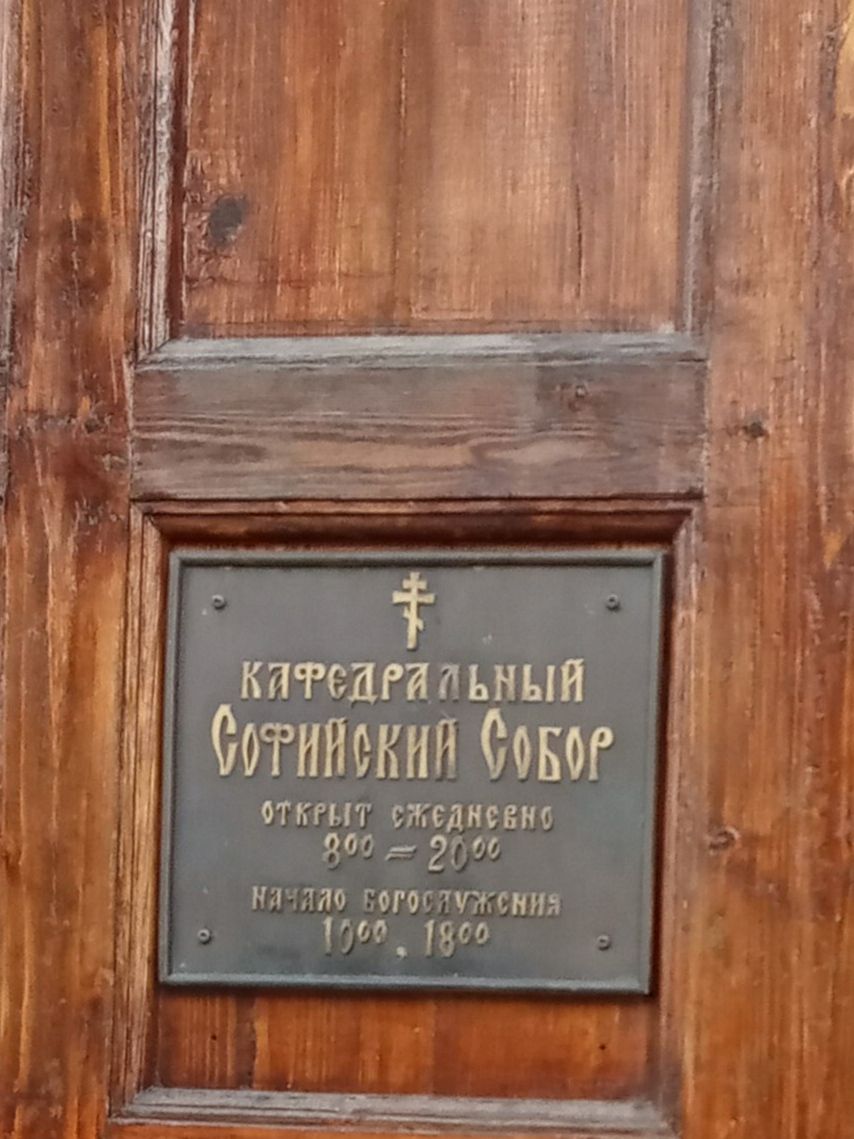 КАФЕДРАЛЬНЫЙ
СОФИЙСКИЙ СОБОР
ОТКРЫТ ЕЖЕДНЕВНО
8⁰⁰ – 20⁰⁰
НАЧАЛО БОГОСЛУЖЕНИЯ
10⁰⁰, 18⁰⁰